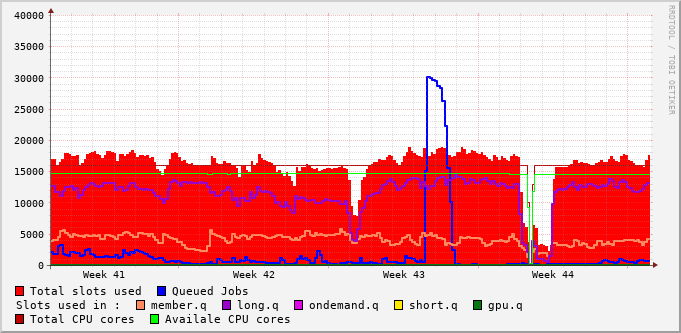 40000
35000
30000
25000
20000
15000
10000
5000
0
Week 41 Week 42 Week 43 Week 44
RRDTOOL / TOBI OETIKER
Total slots used Queued Jobs
Slots used in : member.q long.q ondemand.q short.q gpu.q
Total CPU cores Availale CPU cores